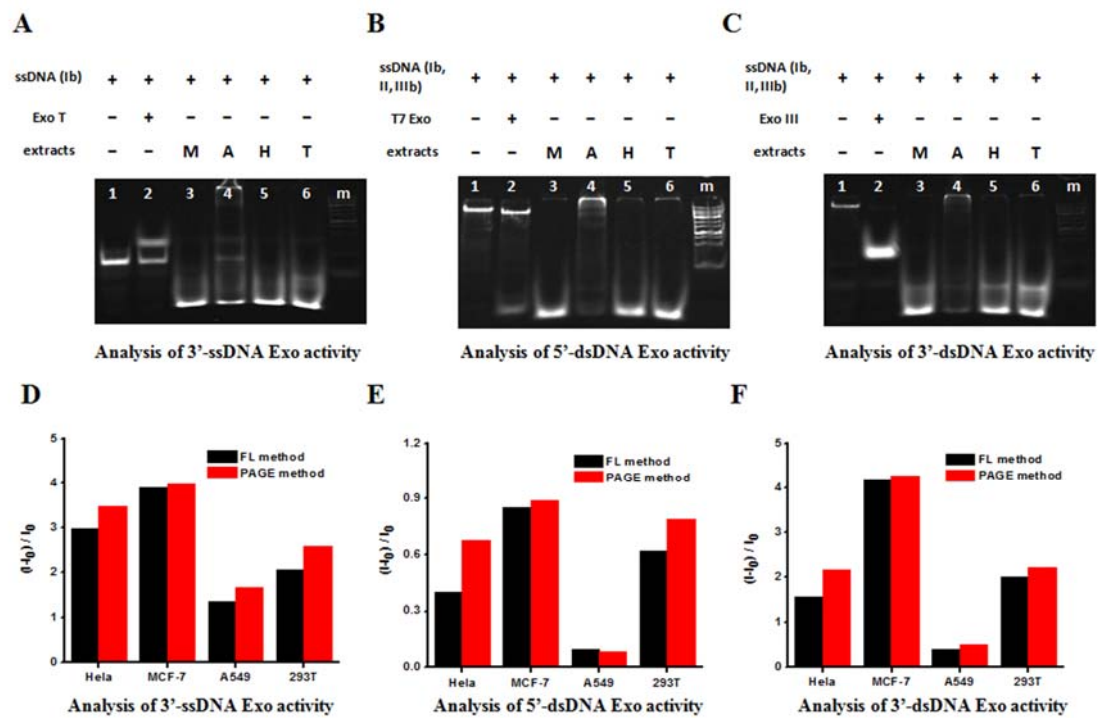 A
B
C
ssDNA (Ib) + + + + + +
ssDNA (Ib, II, IIIb) + + + + + +
ssDNA (Ib, II, IIIb) + + + + + +
Exo T − + − − − −
T7 Exo − + − − − −
Exo III − + − − − −
extracts − − M A H T
extracts − − M A H T
extracts − − M A H T
1 2 3 4 5 6 m
1 2 3 4 5 6 m
1 2 3 4 5 6 m
Analysis of 3’-ssDNA Exo activity
Analysis of 5’-dsDNA Exo activity
Analysis of 3’-dsDNA Exo activity
D
E
F
(I-I₀) / I₀
5
4
3
2
1
0
FL method
PAGE method
Hela MCF-7 A549 293T
Analysis of 3’-ssDNA Exo activity
(I-I₀) / I₀
1.2
0.9
0.6
0.3
0.0
FL method
PAGE method
Hela MCF-7 A549 293T
Analysis of 5’-dsDNA Exo activity
(I-I₀) / I₀
5
4
3
2
1
0
FL method
PAGE method
Hela MCF-7 A549 293T
Analysis of 3’-dsDNA Exo activity